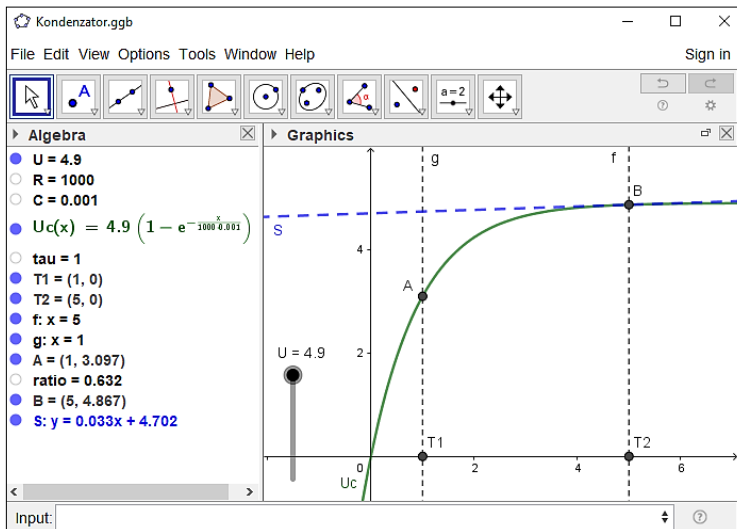 Kondenzator.ggb
File Edit View Options Tools Window Help
Sign in
A
α
a=2
Algebra
Graphics
U = 4.9
R = 1000
C = 0.001
Uc(x) = 4.9 (1 − e^(−x/(1000·0.001)))
tau = 1
T1 = (1, 0)
T2 = (5, 0)
f: x = 5
g: x = 1
A = (1, 3.097)
ratio = 0.632
B = (5, 4.867)
S: y = 0.033x + 4.702
g
f
B
S
4
A
2
U = 4.9
T1
T2
0
2
4
6
Uc
Input: